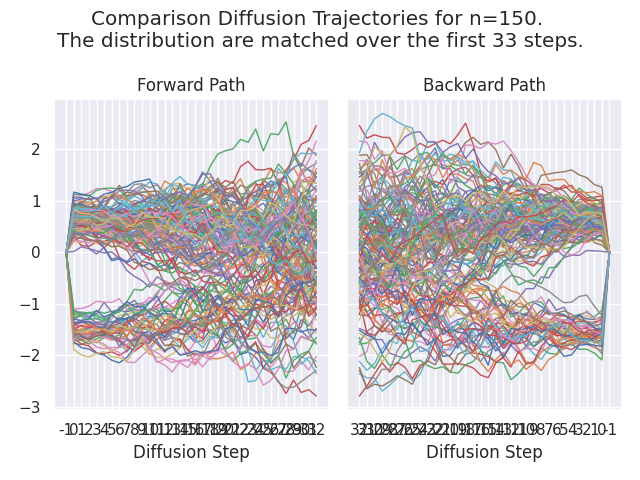 Comparison Diffusion Trajectories for n=150.
The distribution are matched over the first 33 steps.
Forward Path
Backward Path
2
1
0
−1
−2
−3
Diffusion Step
Diffusion Step